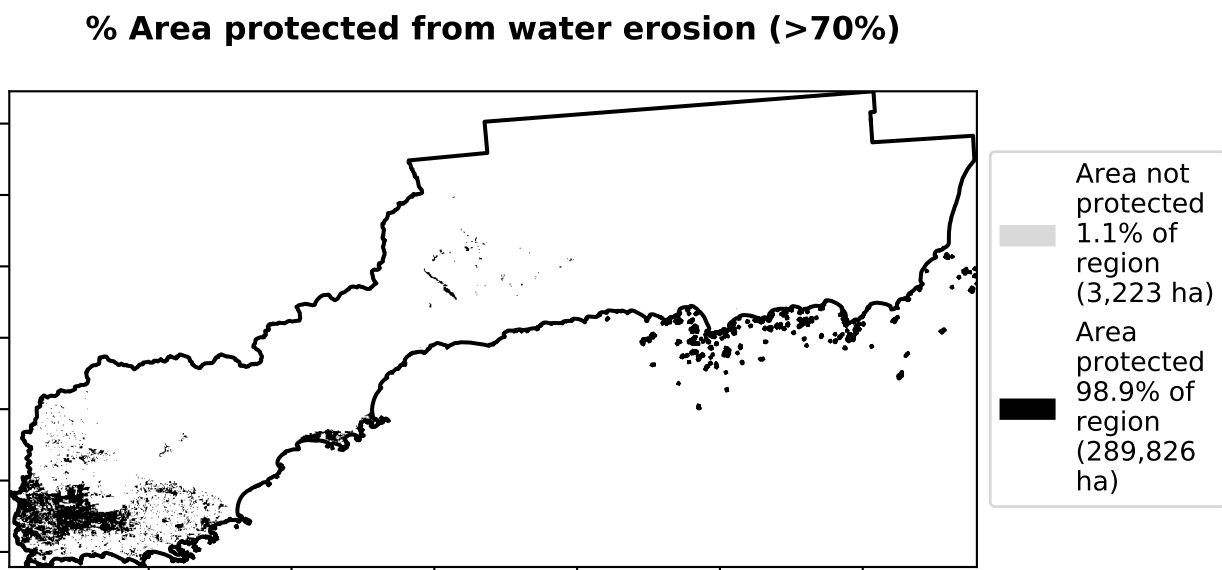 % Area protected from water erosion (>70%)
Area not
protected
1.1% of
region
(3,223 ha)
Area
protected
98.9% of
region
(289,826
ha)